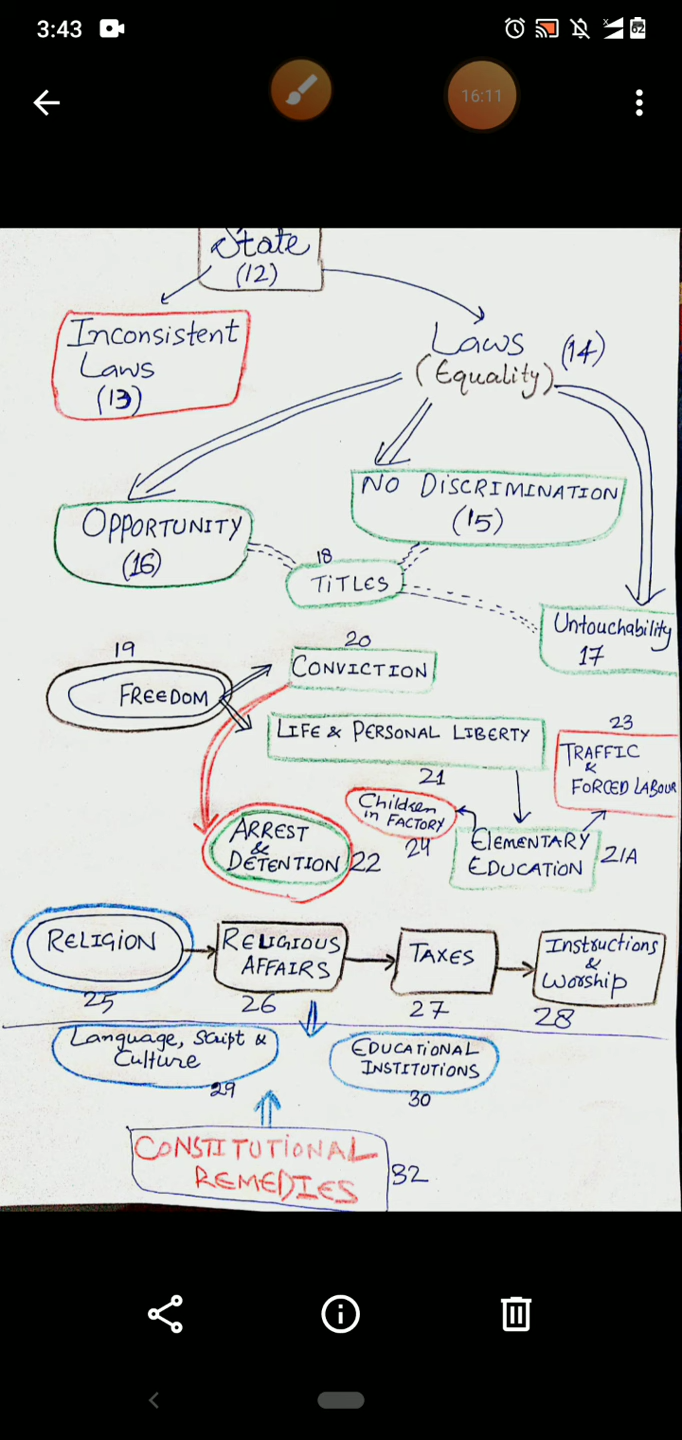 3:43
62
16:11
State
(12)
Inconsistent
Laws
(13)
Laws
(Equality)
(14)
OPPORTUNITY
(16)
NO DISCRIMINATION
(15)
18
TITLES
Untouchability
17
19
FREEDOM
20
CONVICTION
LIFE & PERSONAL LIBERTY
21
23
TRAFFIC
&
FORCED LABOUR
Children
in FACTORY
24
ELEMENTARY
EDUCATION
21A
ARREST
&
DETENTION
22
RELIGION
25
RELIGIOUS
AFFAIRS
26
TAXES
27
Instructions
&
Worship
28
Language, Script &
Culture
29
EDUCATIONAL
INSTITUTIONS
30
CONSTITUTIONAL
REMEDIES
32